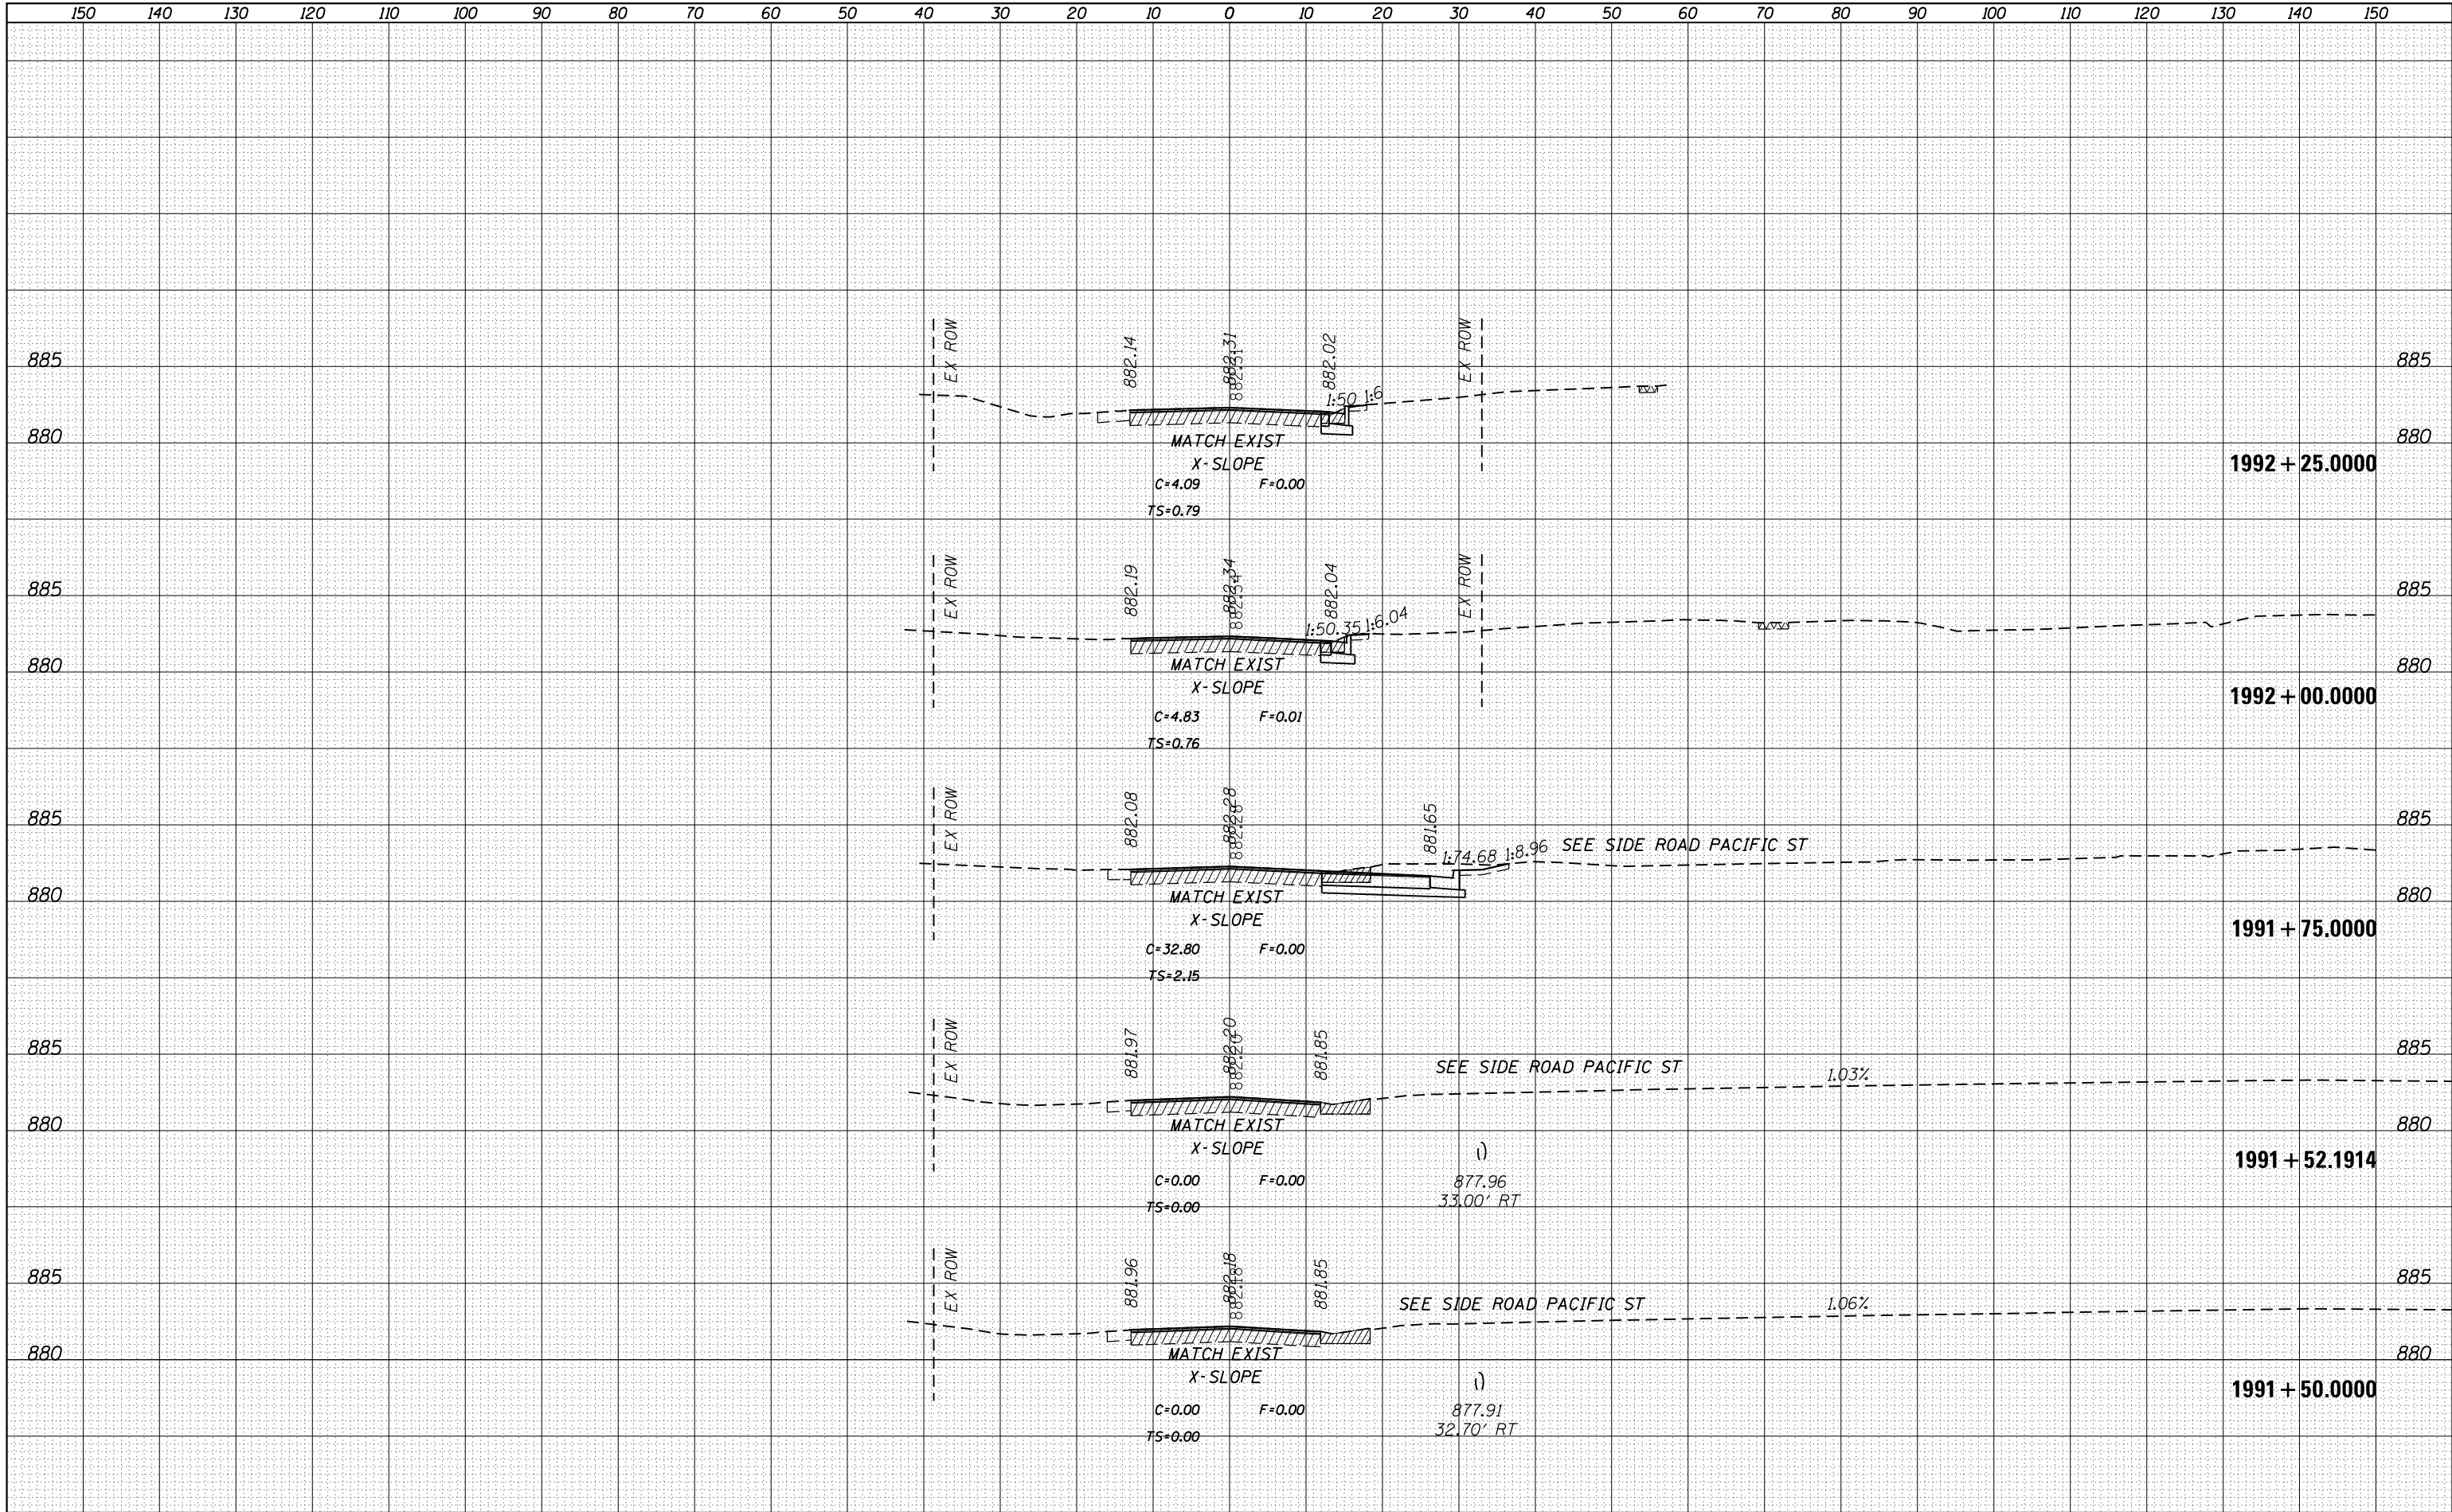 150 140 130 120 110 100 90 80 70 60 50 40 30 20 10 0 10 20 30 40 50 60 70 80 90 100 110 120 130 140 150
EX ROW
882.14
882.31
882.31
882.02
EX ROW
885
885
1:50 1:6
880
880
MATCH EXIST
X-SLOPE
1992+25.0000
C=4.09 F=0.00
TS=0.79
EX ROW
882.19
882.34
882.34
882.04
EX ROW
885
885
1:50.35 1:6.04
880
880
MATCH EXIST
X-SLOPE
1992+00.0000
C=4.83 F=0.01
TS=0.76
EX ROW
882.08
882.28
882.28
881.65
885
885
1:74.68 1:8.96 SEE SIDE ROAD PACIFIC ST
880
880
MATCH EXIST
X-SLOPE
1991+75.0000
C=32.80 F=0.00
TS=2.15
EX ROW
881.97
882.20
882.20
881.85
885
885
SEE SIDE ROAD PACIFIC ST 1.03%
880
880
MATCH EXIST
X-SLOPE
1991+52.1914
C=0.00 F=0.00
877.96
33.00' RT
TS=0.00
EX ROW
881.96
882.18
882.18
881.85
885
885
SEE SIDE ROAD PACIFIC ST 1.06%
880
880
MATCH EXIST
X-SLOPE
1991+50.0000
C=0.00 F=0.00
877.91
32.70' RT
TS=0.00